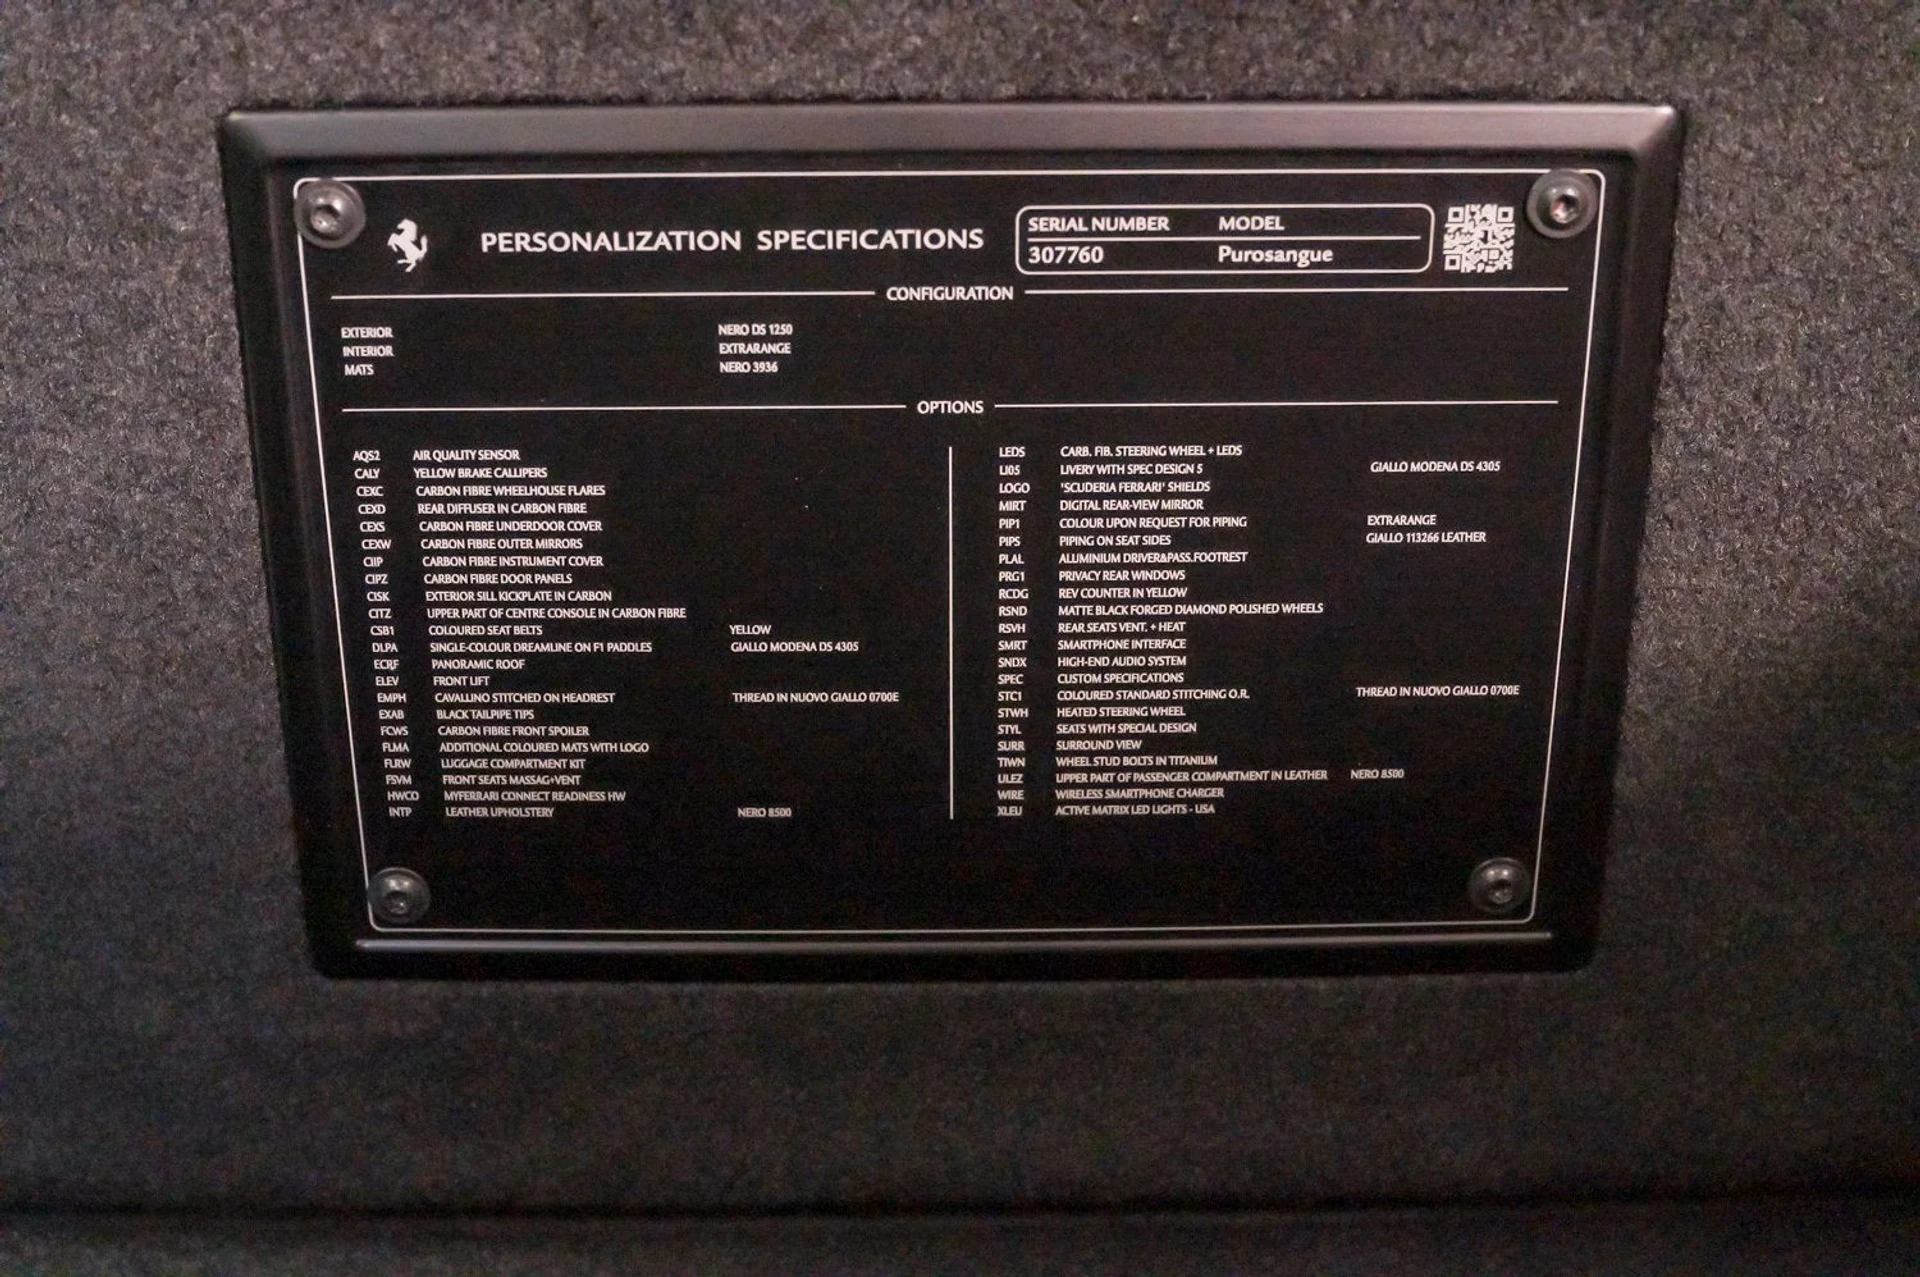 PERSONALIZATION SPECIFICATIONS
SERIAL NUMBER MODEL
307760 Purosangue
CONFIGURATION
EXTERIOR NERO DS 1250
INTERIOR EXTRARANGE
MATS NERO 3936
OPTIONS
AQS2 AIR QUALITY SENSOR
CALY YELLOW BRAKE CALLIPERS
CEXC CARBON FIBRE WHEELHOUSE FLARES
CEXD REAR DIFFUSER IN CARBON FIBRE
CEXS CARBON FIBRE UNDERDOOR COVER
CEXW CARBON FIBRE OUTER MIRRORS
CIIP CARBON FIBRE INSTRUMENT COVER
CIPZ CARBON FIBRE DOOR PANELS
CISK EXTERIOR SILL KICKPLATE IN CARBON
CITZ UPPER PART OF CENTRE CONSOLE IN CARBON FIBRE
CSB1 COLOURED SEAT BELTS YELLOW
DLPA SINGLE-COLOUR DREAMLINE ON F1 PADDLES GIALLO MODENA DS 4305
ECRF PANORAMIC ROOF
ELEV FRONT LIFT
EMPH CAVALLINO STITCHED ON HEADREST THREAD IN NUOVO GIALLO 0700E
EXAB BLACK TAILPIPE TIPS
FCWS CARBON FIBRE FRONT SPOILER
FLMA ADDITIONAL COLOURED MATS WITH LOGO
FLRW LUGGAGE COMPARTMENT KIT
FSVM FRONT SEATS MASSAG+VENT
HWCO MYFERRARI CONNECT READINESS HW
INTP LEATHER UPHOLSTERY NERO 8500
LEDS CARB. FIB. STEERING WHEEL + LEDS
LI05 LIVERY WITH SPEC DESIGN 5 GIALLO MODENA DS 4305
LOGO 'SCUDERIA FERRARI' SHIELDS
MIRT DIGITAL REAR-VIEW MIRROR
PIP1 COLOUR UPON REQUEST FOR PIPING EXTRARANGE
PIPS PIPING ON SEAT SIDES GIALLO 113266 LEATHER
PLAL ALUMINIUM DRIVER&PASS.FOOTREST
PRG1 PRIVACY REAR WINDOWS
RCDG REV COUNTER IN YELLOW
RSND MATTE BLACK FORGED DIAMOND POLISHED WHEELS
RSVH REAR SEATS VENT. + HEAT
SMRT SMARTPHONE INTERFACE
SNDX HIGH-END AUDIO SYSTEM
SPEC CUSTOM SPECIFICATIONS
STC1 COLOURED STANDARD STITCHING O.R. THREAD IN NUOVO GIALLO 0700E
STWH HEATED STEERING WHEEL
STYL SEATS WITH SPECIAL DESIGN
SURR SURROUND VIEW
TIWN WHEEL STUD BOLTS IN TITANIUM
ULEZ UPPER PART OF PASSENGER COMPARTMENT IN LEATHER NERO 8500
WIRE WIRELESS SMARTPHONE CHARGER
XLEU ACTIVE MATRIX LED LIGHTS - USA